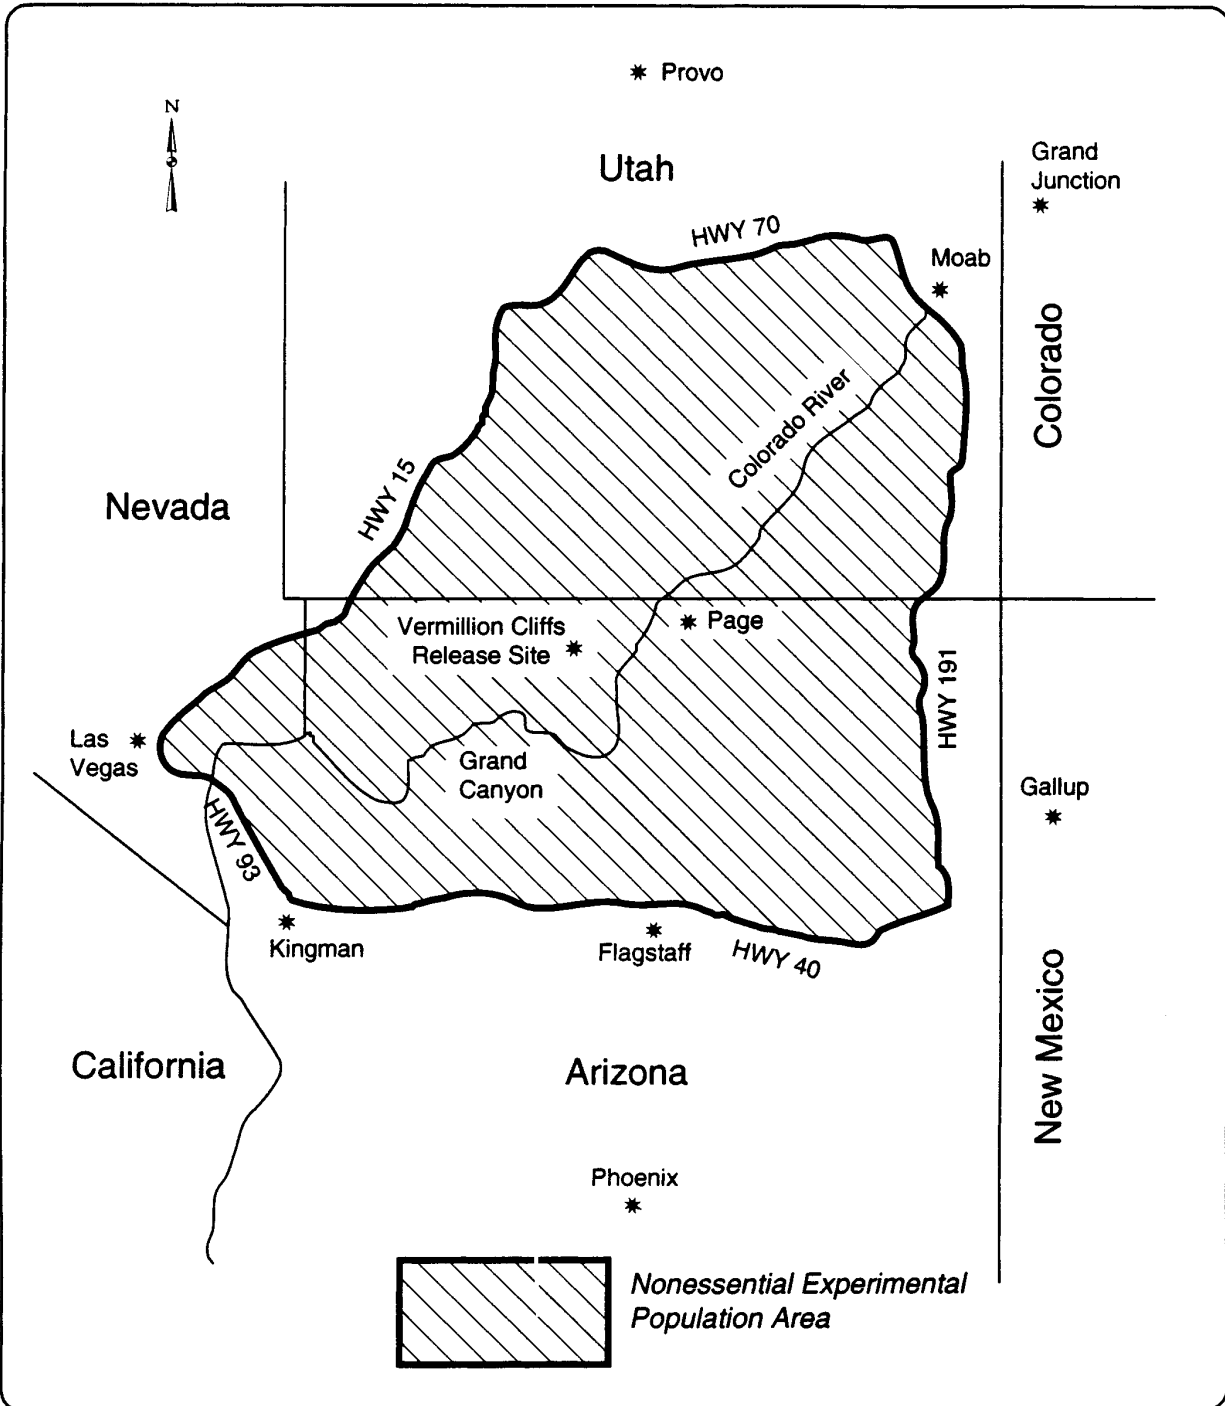 Provo
N
Utah
Grand
Junction
HWY 70
Moab
Colorado
Colorado River
HWY 15
Nevada
Vermillion Cliffs
Release Site
Page
HWY 191
Las
Vegas
Grand
Canyon
Gallup
HWY 93
Kingman
Flagstaff
HWY 40
New Mexico
California
Arizona
Phoenix
Nonessential Experimental
Population Area